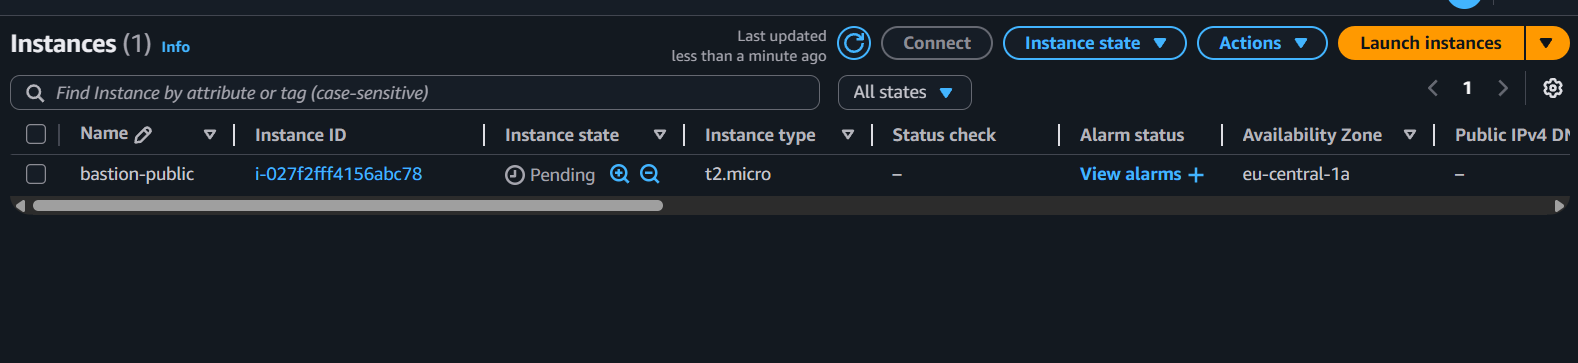 Instances (1) Info
Last updated
less than a minute ago
Connect
Instance state
Actions
Launch instances
Find Instance by attribute or tag (case-sensitive)
All states
1
Name Instance ID Instance state Instance type Status check Alarm status Availability Zone Public IPv4 DN
bastion-public i-027f2fff4156abc78 Pending t2.micro – View alarms + eu-central-1a –